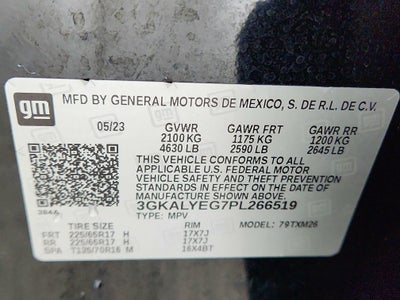 gm
MFD BY GENERAL MOTORS DE MEXICO, S. DE R.L. DE C.V.
05/23 GVWR GAWR FRT GAWR RR
2100 KG 1175 KG 1200 KG
4630 LB 2590 LB 2645 LB
THIS VEHICLE CONFORMS TO ALL
APPLICABLE U.S. FEDERAL MOTOR
VEHICLE SAFETY STANDARDS IN
EFFECT ON THE DATE OF
MANUFACTURE SHOWN ABOVE.
3GKALYEG7PL266519
TYPE: MPV MODEL: 79TXM26
TIRE SIZE RIM
FRT 225/65R17 H 17X7J
RR 225/65R17 H 17X7J
SPA T135/70R16 M 16X4BT